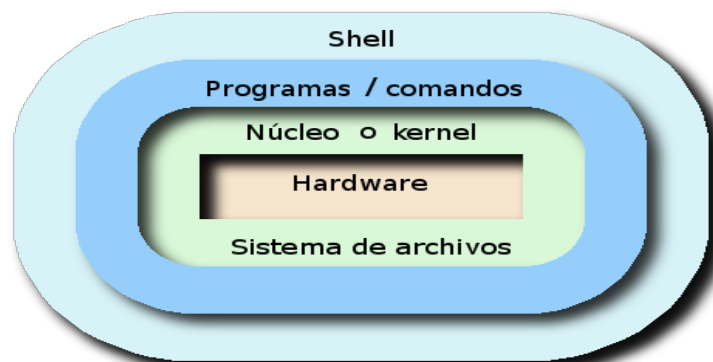 Shell
Programas / comandos
Núcleo o kernel
Hardware
Sistema de archivos